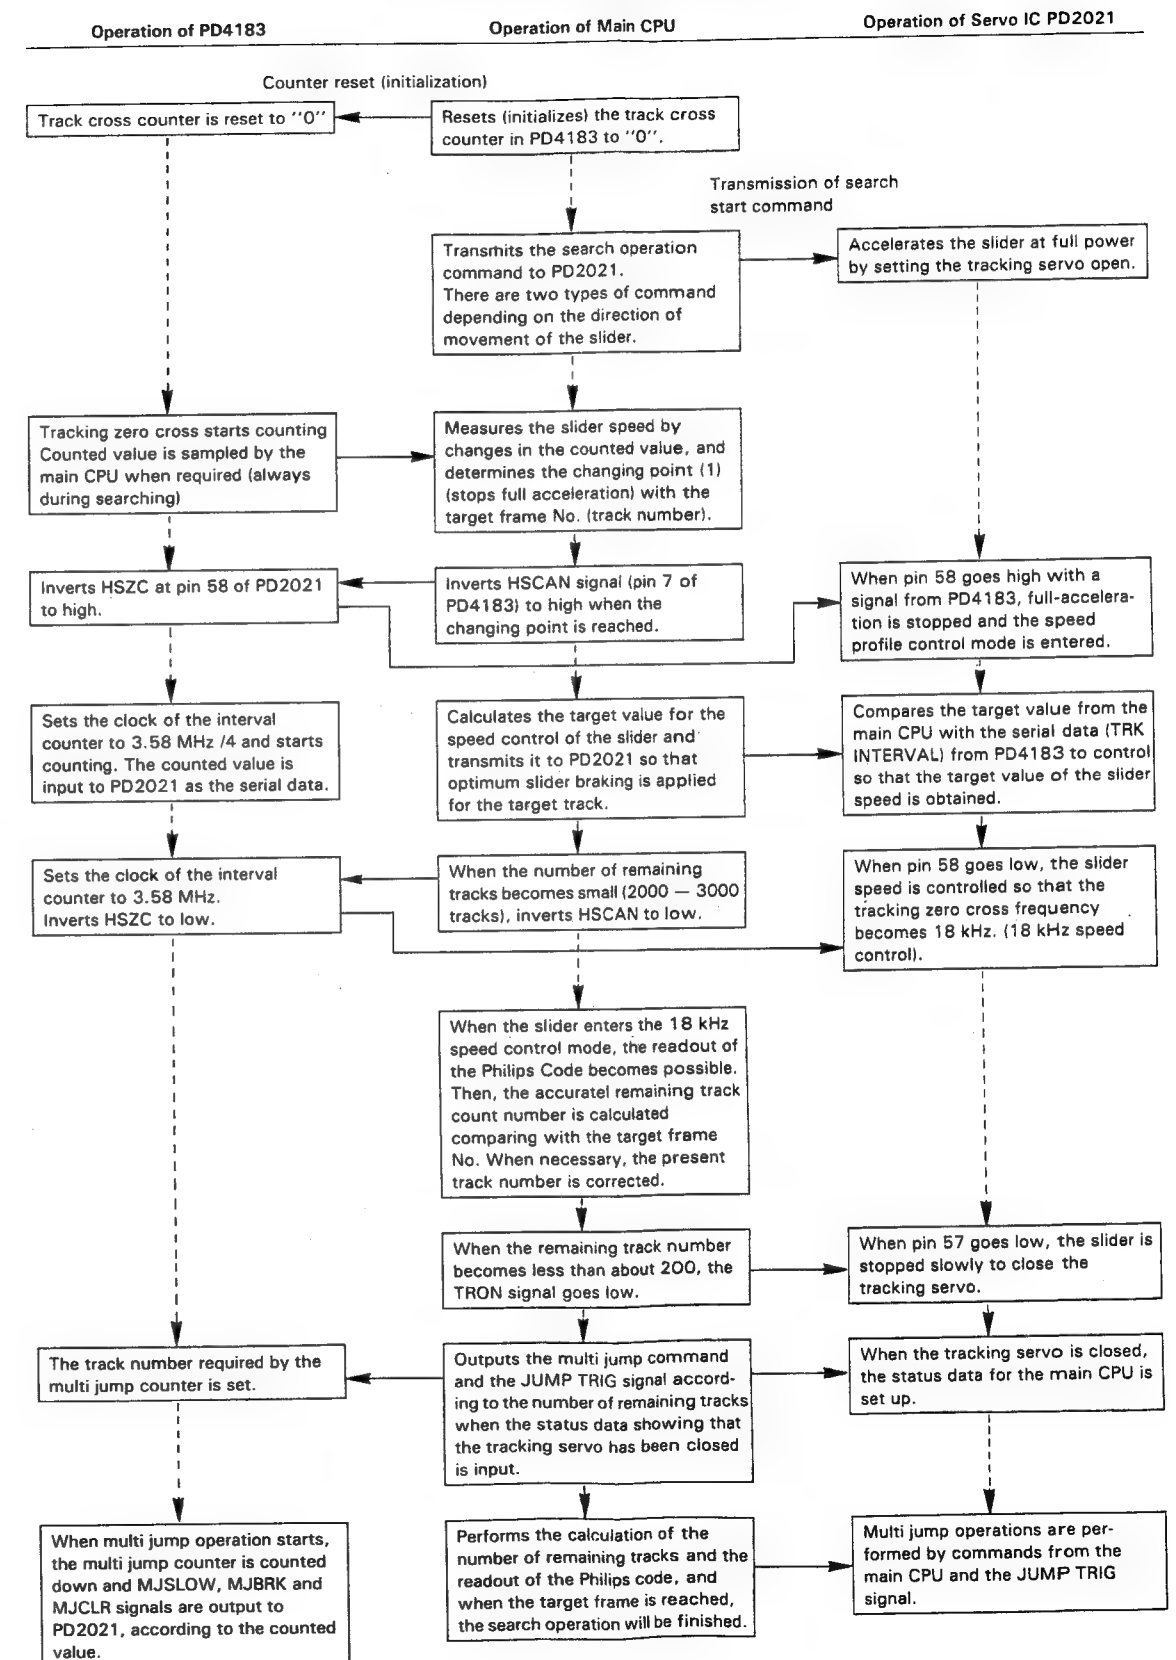 Operation of PD4183
Operation of Main CPU
Operation of Servo IC PD2021
Counter reset (initialization)
Track cross counter is reset to "0"
Resets (initializes) the track cross
counter in PD4183 to "0".
Transmission of search
start command
Transmits the search operation
command to PD2021.
There are two types of command
depending on the direction of
movement of the slider.
Accelerates the slider at full power
by setting the tracking servo open.
Tracking zero cross starts counting
Counted value is sampled by the
main CPU when required (always
during searching)
Measures the slider speed by
changes in the counted value, and
determines the changing point (1)
(stops full acceleration) with the
target frame No. (track number).
Inverts HSZC at pin 58 of PD2021
to high.
Inverts HSCAN signal (pin 7 of
PD4183) to high when the
changing point is reached.
When pin 58 goes high with a
signal from PD4183, full-accelera-
tion is stopped and the speed
profile control mode is entered.
Sets the clock of the interval
counter to 3.58 MHz /4 and starts
counting. The counted value is
input to PD2021 as the serial data.
Calculates the target value for the
speed control of the slider and
transmits it to PD2021 so that
optimum slider braking is applied
for the target track.
Compares the target value from the
main CPU with the serial data (TRK
INTERVAL) from PD4183 to control
so that the target value of the slider
speed is obtained.
Sets the clock of the interval
counter to 3.58 MHz.
Inverts HSZC to low.
When the number of remaining
tracks becomes small (2000 — 3000
tracks), inverts HSCAN to low.
When pin 58 goes low, the slider
speed is controlled so that the
tracking zero cross frequency
becomes 18 kHz. (18 kHz speed
control).
When the slider enters the 18 kHz
speed control mode, the readout of
the Philips Code becomes possible.
Then, the accuratel remaining track
count number is calculated
comparing with the target frame
No. When necessary, the present
track number is corrected.
When the remaining track number
becomes less than about 200, the
TRON signal goes low.
When pin 57 goes low, the slider is
stopped slowly to close the
tracking servo.
The track number required by the
multi jump counter is set.
Outputs the multi jump command
and the JUMP TRIG signal accord-
ing to the number of remaining tracks
when the status data showing that
the tracking servo has been closed
is input.
When the tracking servo is closed,
the status data for the main CPU is
set up.
When multi jump operation starts,
the multi jump counter is counted
down and MJSLOW, MJBRK and
MJCLR signals are output to
PD2021, according to the counted
value.
Performs the calculation of the
number of remaining tracks and the
readout of the Philips code, and
when the target frame is reached,
the search operation will be finished.
Multi jump operations are per-
formed by commands from the
main CPU and the JUMP TRIG
signal.